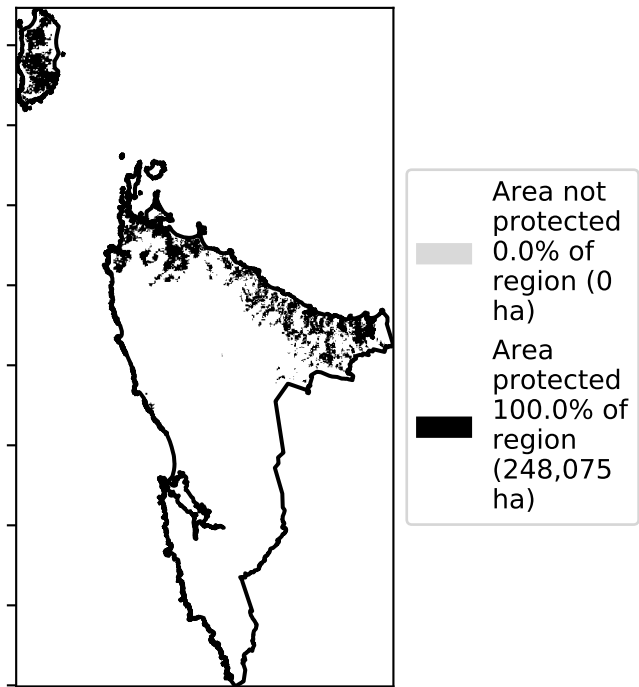 Area not
protected
0.0% of
region (0
ha)
Area
protected
100.0% of
region
(248,075
ha)